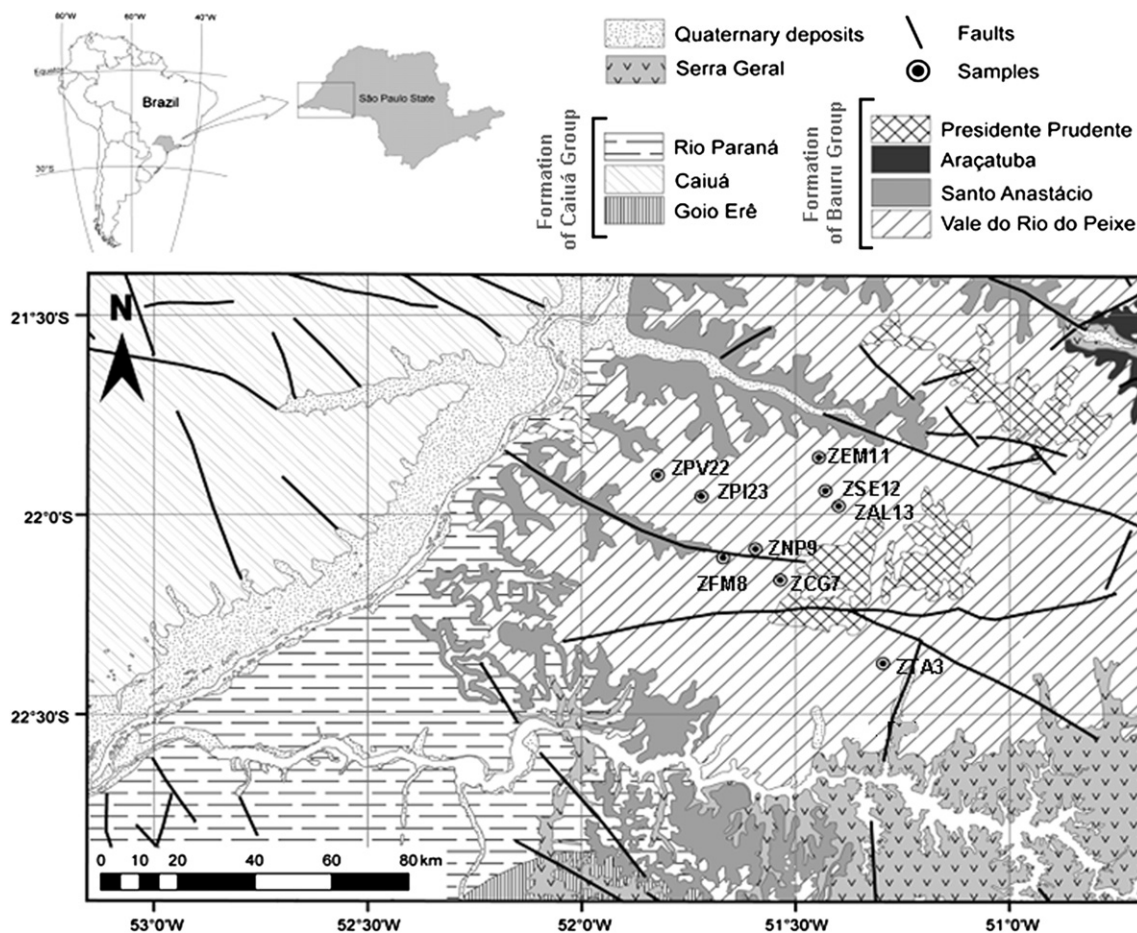 80°W 60°W 40°W
Equator
Brazil
30°S
São Paulo State
Quaternary deposits
Serra Geral
Faults
Samples
Formation
of Caiuá Group
Rio Paraná
Caiuá
Goio Erê
Formation
of Bauru Group
Presidente Prudente
Araçatuba
Santo Anastácio
Vale do Rio do Peixe
N
21°30'S
22°0'S
22°30'S
ZEM11
ZPV22
ZPI23
ZSE12
ZAL13
ZNP9
ZFM8
ZCG7
ZTA3
0 10 20 40 60 80 km
53°0'W 52°30'W 52°0'W 51°30'W 51°0'W